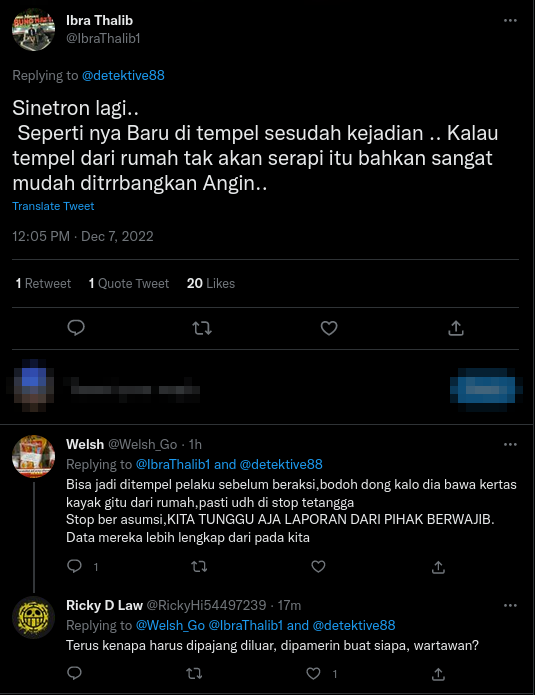 Ibra Thalib
@IbraThalib1
Replying to @detektive88
Sinetron lagi..
Seperti nya Baru di tempel sesudah kejadian .. Kalau
tempel dari rumah tak akan serapi itu bahkan sangat
mudah ditrrbangkan Angin..
Translate Tweet
12:05 PM · Dec 7, 2022
1 Retweet 1 Quote Tweet 20 Likes
Welsh @Welsh_Go · 1h
Replying to @IbraThalib1 and @detektive88
Bisa jadi ditempel pelaku sebelum beraksi,bodoh dong kalo dia bawa kertas
kayak gitu dari rumah,pasti udh di stop tetangga
Stop ber asumsi,KITA TUNGGU AJA LAPORAN DARI PIHAK BERWAJIB.
Data mereka lebih lengkap dari pada kita
1
Ricky D Law @RickyHi54497239 · 17m
Replying to @Welsh_Go @IbraThalib1 and @detektive88
Terus kenapa harus dipajang diluar, dipamerin buat siapa, wartawan?
1